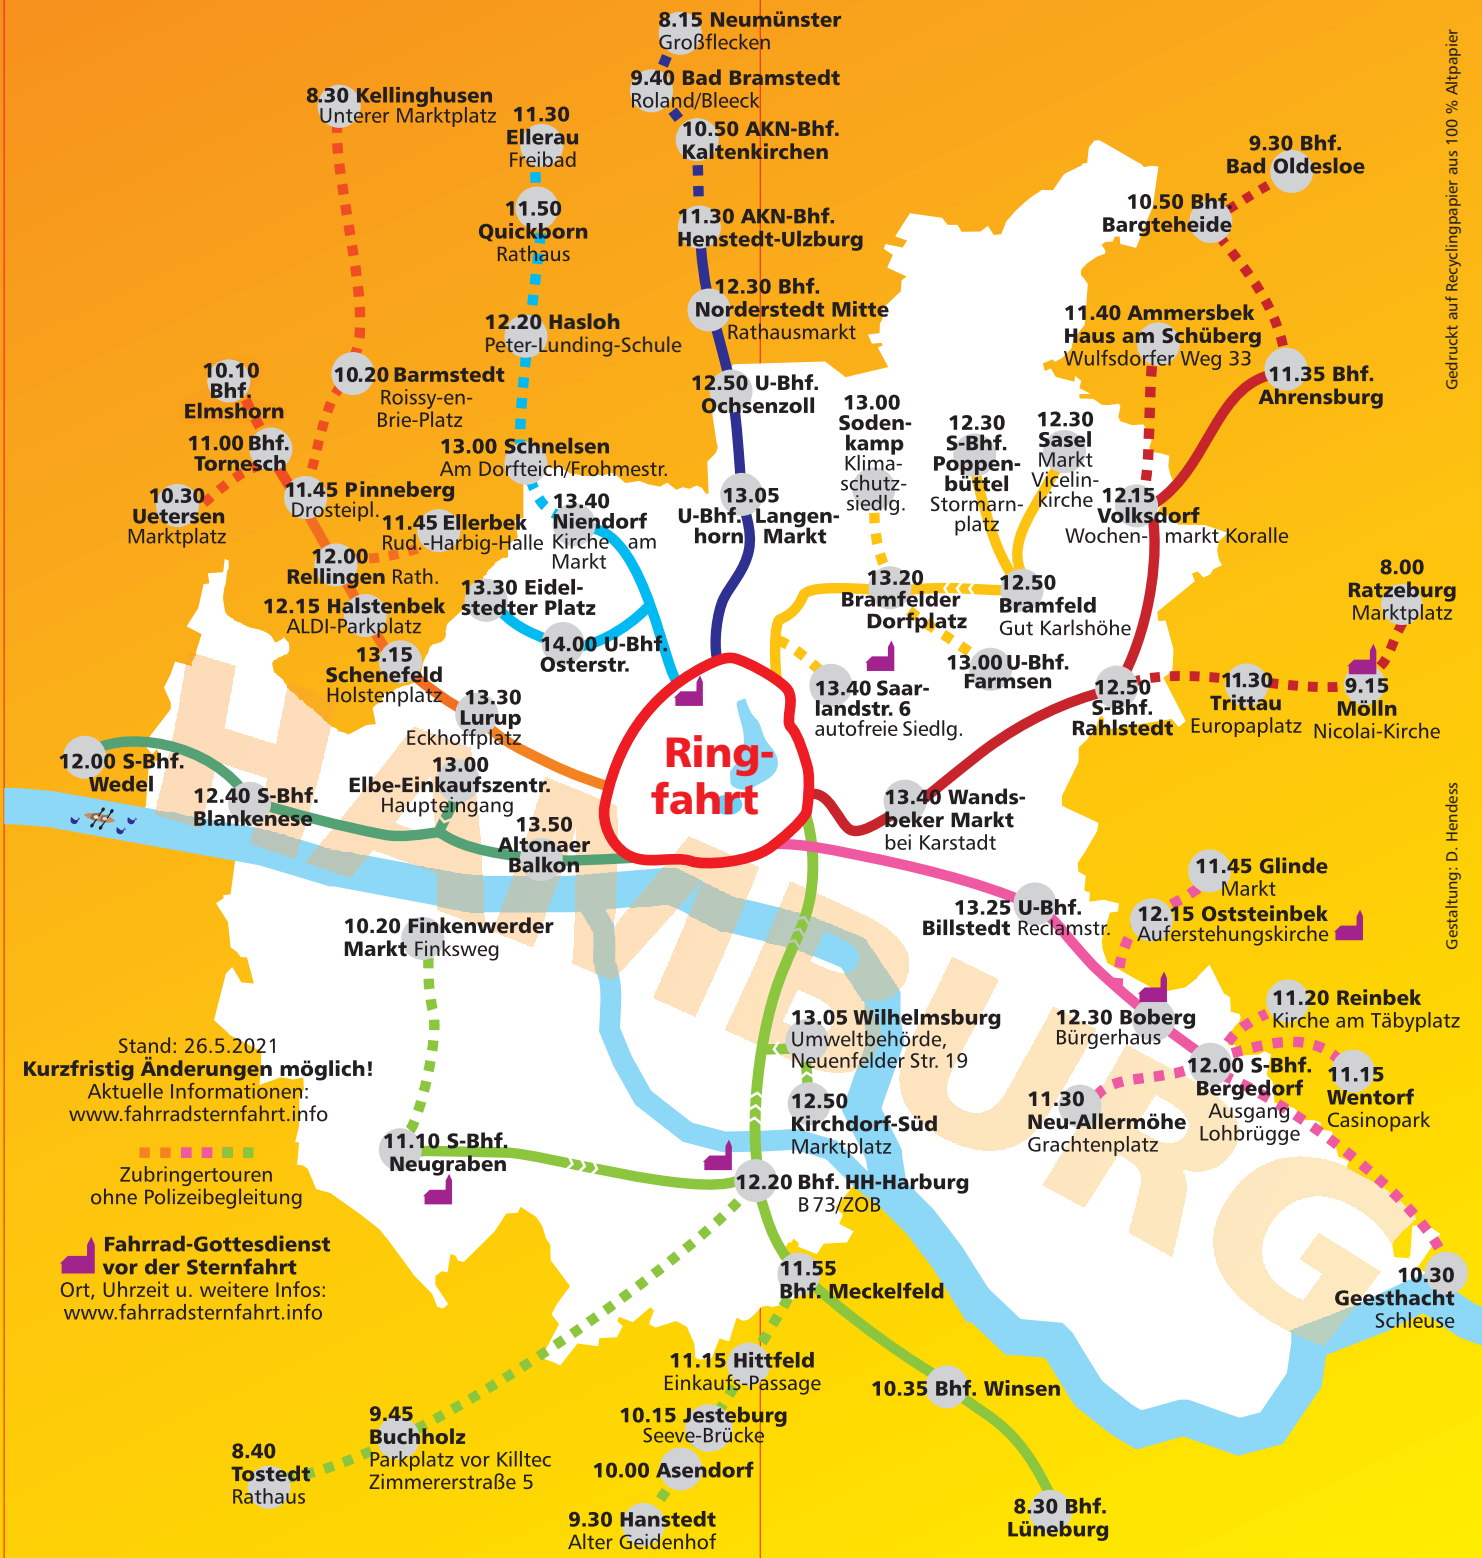 8.15 Neumünster
Großflecken
9.40 Bad Bramstedt
Roland/Bleeck
10.50 AKN-Bhf.
Kaltenkirchen
11.30 AKN-Bhf.
Henstedt-Ulzburg
12.30 Bhf.
Norderstedt Mitte
Rathausmarkt
12.50 U-Bhf.
Ochsenzoll
13.05
U-Bhf. Langen-
horn Markt
8.30 Kellinghusen
Unterer Marktplatz
10.20 Barmstedt
Roissy-en-
Brie-Platz
10.10
Bhf.
Elmshorn
11.00 Bhf.
Tornesch
10.30
Uetersen
Marktplatz
11.45 Pinneberg
Drosteipl.
11.45 Ellerbek
Rud.-Harbig-Halle
12.00
Rellingen Rath.
12.15 Halstenbek
ALDI-Parkplatz
13.15
Schenefeld
Holstenplatz
13.30
Lurup
Eckhoffplatz
11.30
Ellerau
Freibad
11.50
Quickborn
Rathaus
12.20 Hasloh
Peter-Lunding-Schule
13.00 Schnelsen
Am Dorfteich/Frohmestr.
13.40
Niendorf
Kirche am
Markt
13.30 Eidel-
stedter Platz
14.00 U-Bhf.
Osterstr.
13.00
Soden-
kamp
Klima-
schutz-
siedlg.
12.30
S-Bhf.
Poppen-
büttel
Stormarn-
platz
12.30
Sasel
Markt
Vicelin-
kirche
13.20
Bramfelder
Dorfplatz
12.50
Bramfeld
Gut Karlshöhe
13.00 U-Bhf.
Farmsen
13.40 Saar-
landstr. 6
autofreie Siedlg.
9.30 Bhf.
Bad Oldesloe
10.50 Bhf.
Bargteheide
11.40 Ammersbek
Haus am Schüberg
Wulfsdorfer Weg 33
11.35 Bhf.
Ahrensburg
12.15
Volksdorf
Wochen- markt Koralle
8.00
Ratzeburg
Marktplatz
9.15
Mölln
Nicolai-Kirche
11.30
Trittau
Europaplatz
12.50
S-Bhf.
Rahlstedt
13.40 Wands-
beker Markt
bei Karstadt
Ring-
fahrt
12.00 S-Bhf.
Wedel
12.40 S-Bhf.
Blankenese
13.00
Elbe-Einkaufszentr.
Haupteingang
13.50
Altonaer
Balkon
HAMBURG
11.45 Glinde
Markt
12.15 Oststeinbek
Auferstehungskirche
13.25 U-Bhf.
Billstedt Reclamstr.
12.30 Boberg
Bürgerhaus
11.20 Reinbek
Kirche am Täbyplatz
12.00 S-Bhf.
Bergedorf
Ausgang
Lohbrügge
11.15
Wentorf
Casinopark
11.30
Neu-Allermöhe
Grachtenplatz
10.30
Geesthacht
Schleuse
10.20 Finkenwerder
Markt Finksweg
11.10 S-Bhf.
Neugraben
13.05 Wilhelmsburg
Umweltbehörde,
Neuenfelder Str. 19
12.50
Kirchdorf-Süd
Marktplatz
12.20 Bhf. HH-Harburg
B 73/ZOB
11.55
Bhf. Meckelfeld
11.15 Hittfeld
Einkaufs-Passage
10.15 Jesteburg
Seeve-Brücke
10.00 Asendorf
9.30 Hanstedt
Alter Geidenhof
10.35 Bhf. Winsen
8.30 Bhf.
Lüneburg
9.45
Buchholz
Parkplatz vor Killtec
Zimmererstraße 5
8.40
Tostedt
Rathaus
Stand: 26.5.2021
Kurzfristig Änderungen möglich!
Aktuelle Informationen:
www.fahrradsternfahrt.info
Zubringertouren
ohne Polizeibegleitung
Fahrrad-Gottesdienst
vor der Sternfahrt
Ort, Uhrzeit u. weitere Infos:
www.fahrradsternfahrt.info
Gedruckt auf Recyclingpapier aus 100 % Altpapier
Gestaltung: D. Hendess